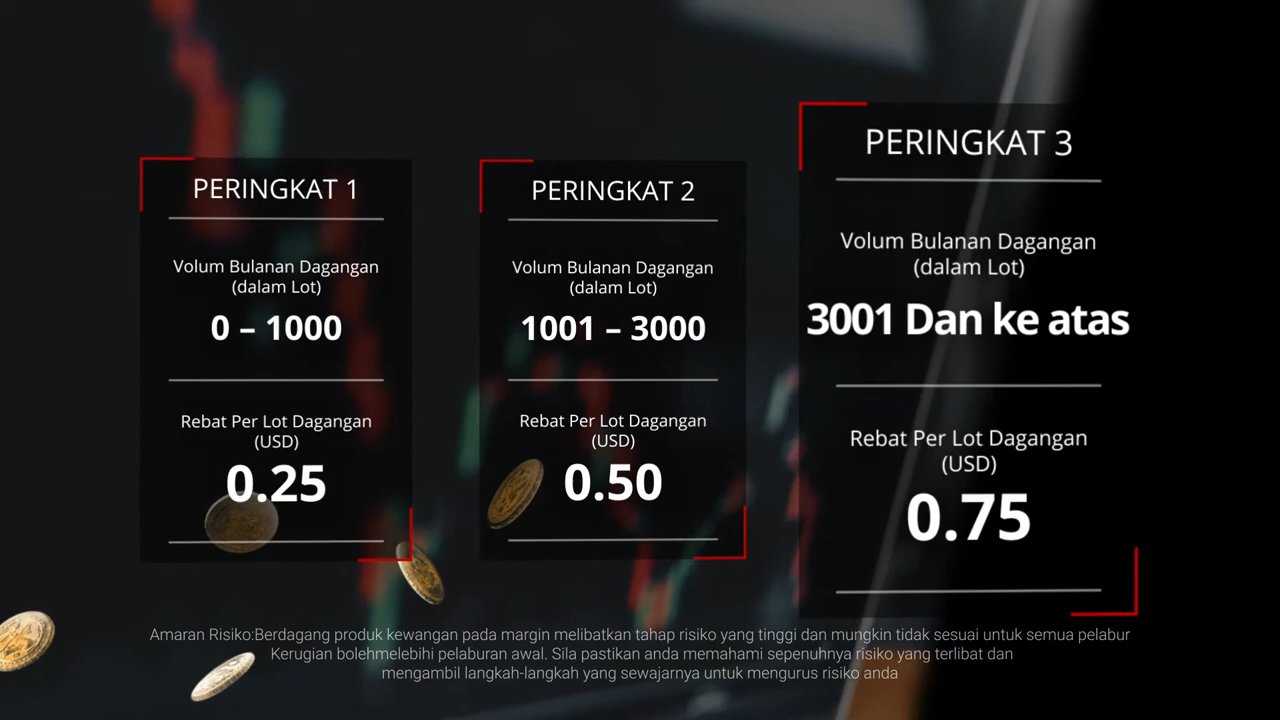 PERINGKAT 1
Volum Bulanan Dagangan
(dalam Lot)
0 – 1000
Rebat Per Lot Dagangan
(USD)
0.25
PERINGKAT 2
Volum Bulanan Dagangan
(dalam Lot)
1001 – 3000
Rebat Per Lot Dagangan
(USD)
0.50
PERINGKAT 3
Volum Bulanan Dagangan
(dalam Lot)
3001 Dan ke atas
Rebat Per Lot Dagangan
(USD)
0.75
Amaran Risiko:Berdagang produk kewangan pada margin melibatkan tahap risiko yang tinggi dan mungkin tidak sesuai untuk semua pelabur
Kerugian bolehmelebihi pelaburan awal. Sila pastikan anda memahami sepenuhnya risiko yang terlibat dan
mengambil langkah-langkah yang sewajarnya untuk mengurus risiko anda